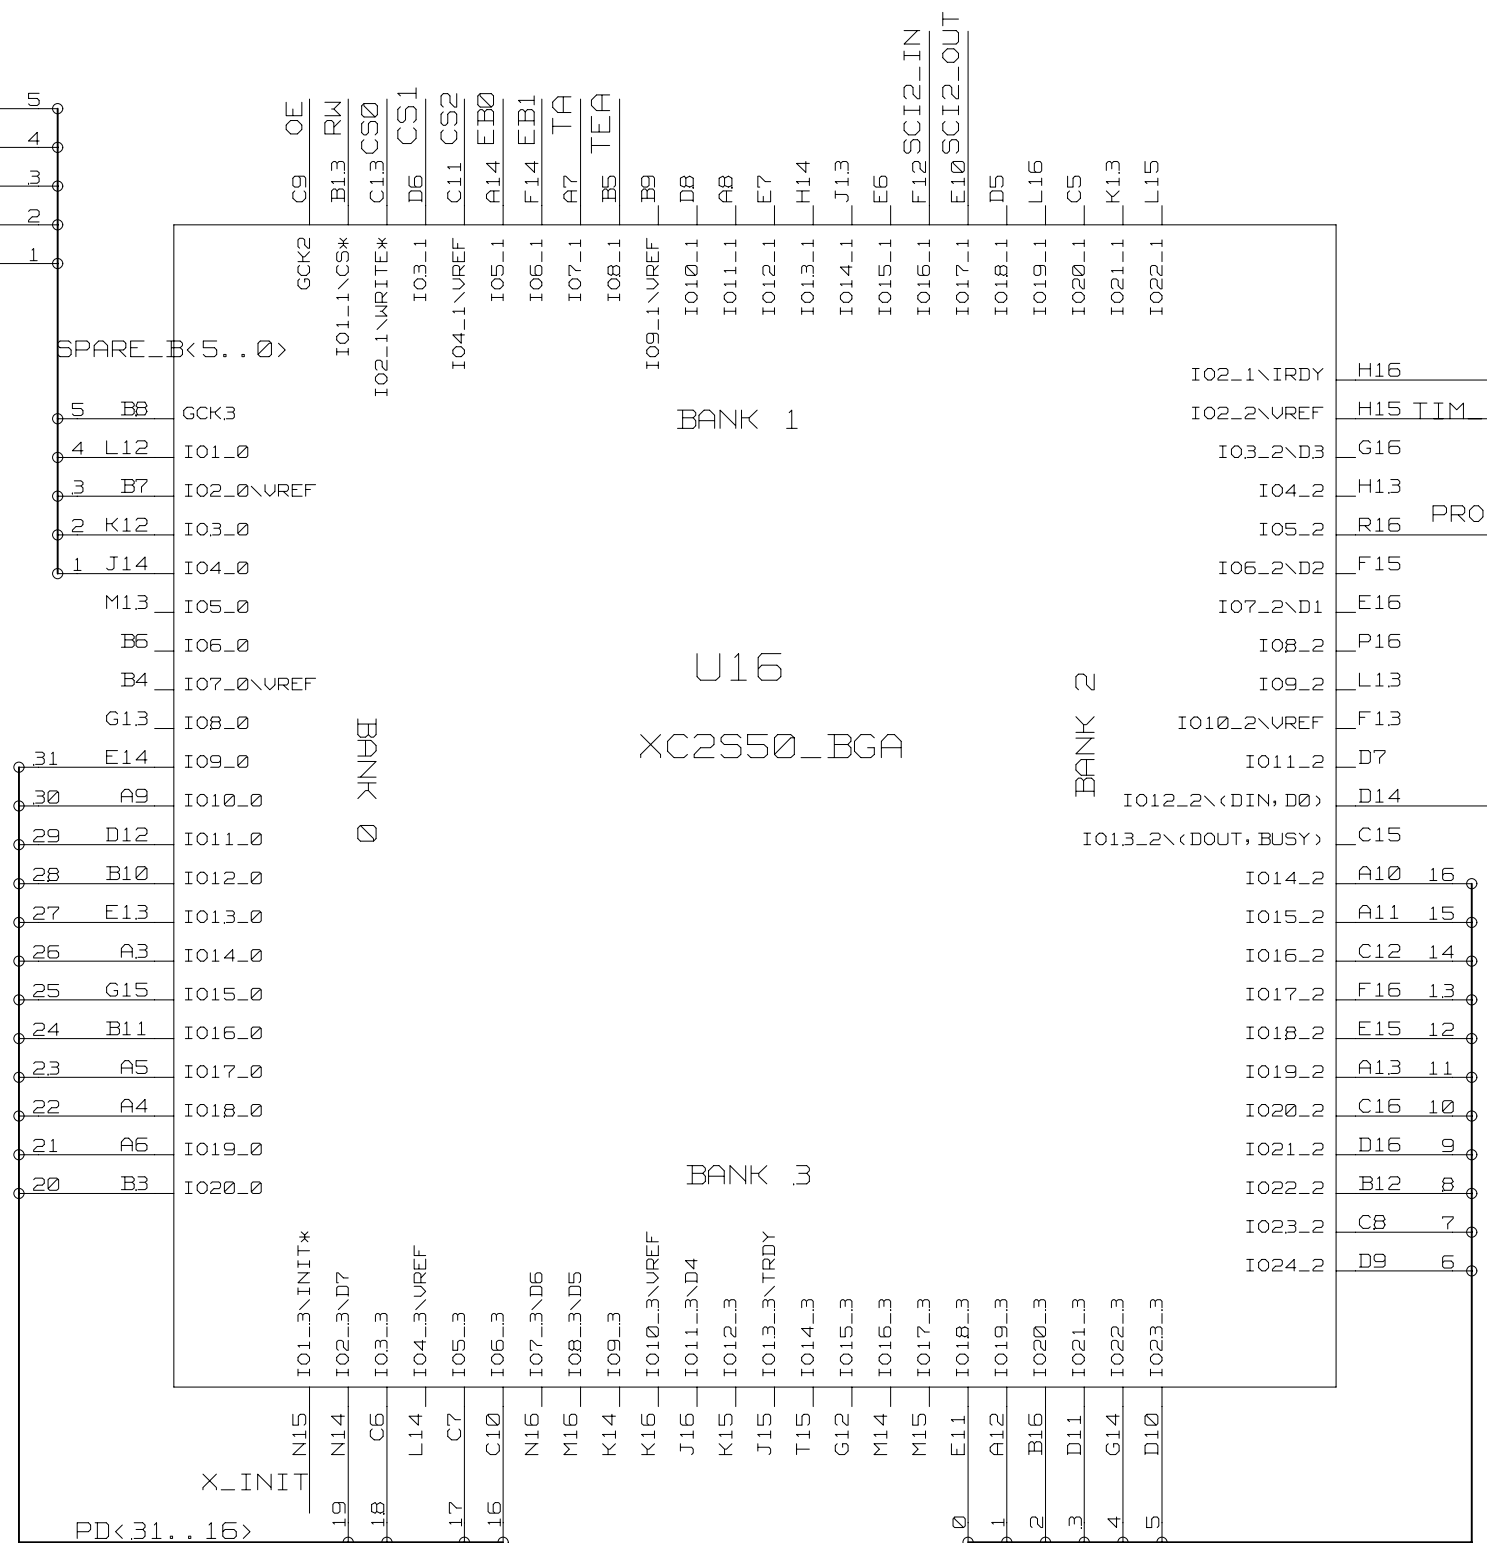 5
4
3
2
1
OE
RW
CS0
CS1
CS2
EB0
EB1
TA
TEA
SCI2_IN
SCI2_OUT
C9
B13
C13
D6
C11
A14
F14
A7
B5
B9
D8
A8
E7
H14
J13
E6
F12
E10
D5
L16
C5
K13
L15
GCK2
IO1_1\CS*
IO2_1\WRITE*
IO3_1
IO4_1\VREF
IO5_1
IO6_1
IO7_1
IO8_1
IO9_1\VREF
IO10_1
IO11_1
IO12_1
IO13_1
IO14_1
IO15_1
IO16_1
IO17_1
IO18_1
IO19_1
IO20_1
IO21_1
IO22_1
SPARE_B<5..0>
BANK 1
5 B8 GCK3
4 L12 IO1_0
3 B7 IO2_0\VREF
2 K12 IO3_0
1 J14 IO4_0
M13 IO5_0
B6 IO6_0
B4 IO7_0\VREF
G13 IO8_0
31 E14 IO9_0
30 A9 IO10_0
29 D12 IO11_0
28 B10 IO12_0
27 E13 IO13_0
26 A3 IO14_0
25 G15 IO15_0
24 B11 IO16_0
23 A5 IO17_0
22 A4 IO18_0
21 A6 IO19_0
20 B3 IO20_0
BANK 0
U16
XC2S50_BGA
BANK 2
IO2_1\IRDY H16
IO2_2\VREF H15 TIM_
IO3_2\D3 G16
IO4_2 H13
PRO
IO5_2 R16
IO6_2\D2 F15
IO7_2\D1 E16
IO8_2 P16
IO9_2 L13
IO10_2\VREF F13
IO11_2 D7
IO12_2\(DIN,D0) D14
IO13_2\(DOUT,BUSY) C15
IO14_2 A10 16
IO15_2 A11 15
IO16_2 C12 14
IO17_2 F16 13
IO18_2 E15 12
IO19_2 A13 11
IO20_2 C16 10
IO21_2 D16 9
IO22_2 B12 8
IO23_2 C8 7
IO24_2 D9 6
BANK 3
IO1_3\INIT*
IO2_3\D7
IO3_3
IO4_3\VREF
IO5_3
IO6_3
IO7_3\D6
IO8_3\D5
IO9_3
IO10_3\VREF
IO11_3\D4
IO12_3
IO13_3\TRDY
IO14_3
IO15_3
IO16_3
IO17_3
IO18_3
IO19_3
IO20_3
IO21_3
IO22_3
IO23_3
N15
N14
C6
L14
C7
C10
N16
M16
K14
K16
J16
K15
J15
T15
G12
M14
M15
E11
A12
B16
D11
G14
D10
X_INIT
19
18
17
16
0
1
2
3
4
5
PD<31..16>